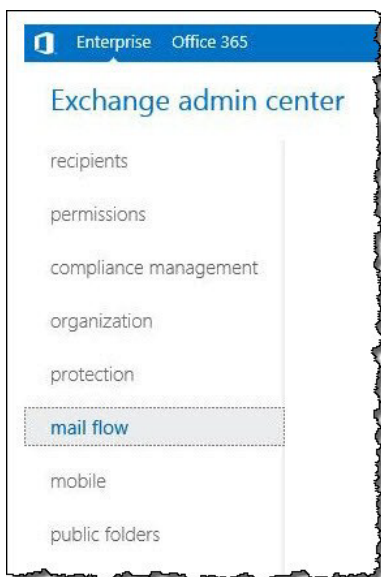 Enterprise Office 365
Exchange admin center
recipients
permissions
compliance management
organization
protection
mail flow
mobile
public folders